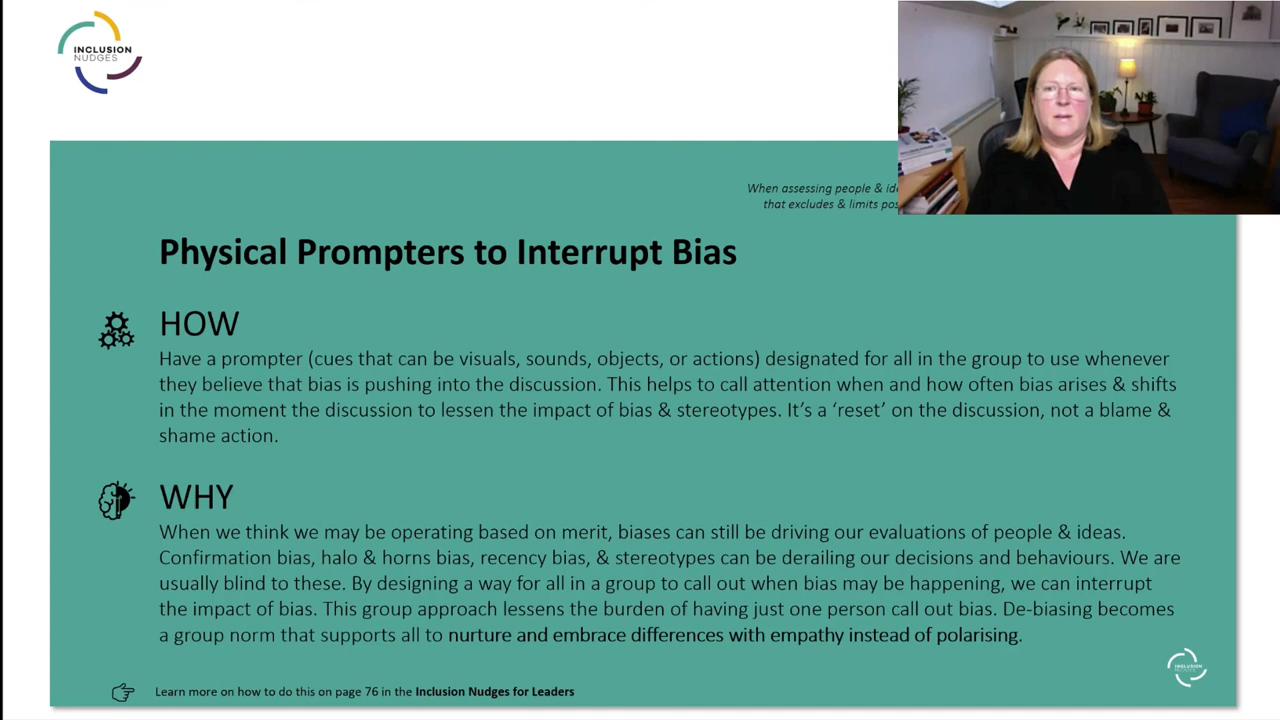 INCLUSION
NUDGES
When assessing people &
that excludes & limits
Physical Prompters to Interrupt Bias
HOW
Have a prompter (cues that can be visuals, sounds, objects, or actions) designated for all in the group to use whenever
they believe that bias is pushing into the discussion. This helps to call attention when and how often bias arises & shifts
in the moment the discussion to lessen the impact of bias & stereotypes. It’s a ‘reset’ on the discussion, not a blame &
shame action.
WHY
When we think we may be operating based on merit, biases can still be driving our evaluations of people & ideas.
Confirmation bias, halo & horns bias, recency bias, & stereotypes can be derailing our decisions and behaviours. We are
usually blind to these. By designing a way for all in a group to call out when bias may be happening, we can interrupt
the impact of bias. This group approach lessens the burden of having just one person call out bias. De-biasing becomes
a group norm that supports all to nurture and embrace differences with empathy instead of polarising.
Learn more on how to do this on page 76 in the Inclusion Nudges for Leaders
INCLUSION
NUDGES